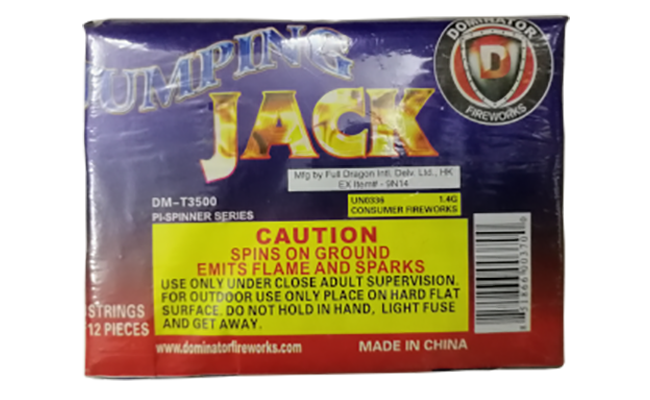 JUMPING
JACK
DOMINATOR
D
FIREWORKS
Mfg by Full Dragon Intl. Delv. Ltd., HK
EX Item# - 9N14
DM-T3500
PI-SPINNER SERIES
UN0336 1.4G
CONSUMER FIREWORKS
CAUTION
SPINS ON GROUND
EMITS FLAME AND SPARKS
USE ONLY UNDER CLOSE ADULT SUPERVISION.
FOR OUTDOOR USE ONLY PLACE ON HARD FLAT
SURFACE, DO NOT HOLD IN HAND, LIGHT FUSE
AND GET AWAY.
STRINGS
12 PIECES
www.dominatorfireworks.com
MADE IN CHINA